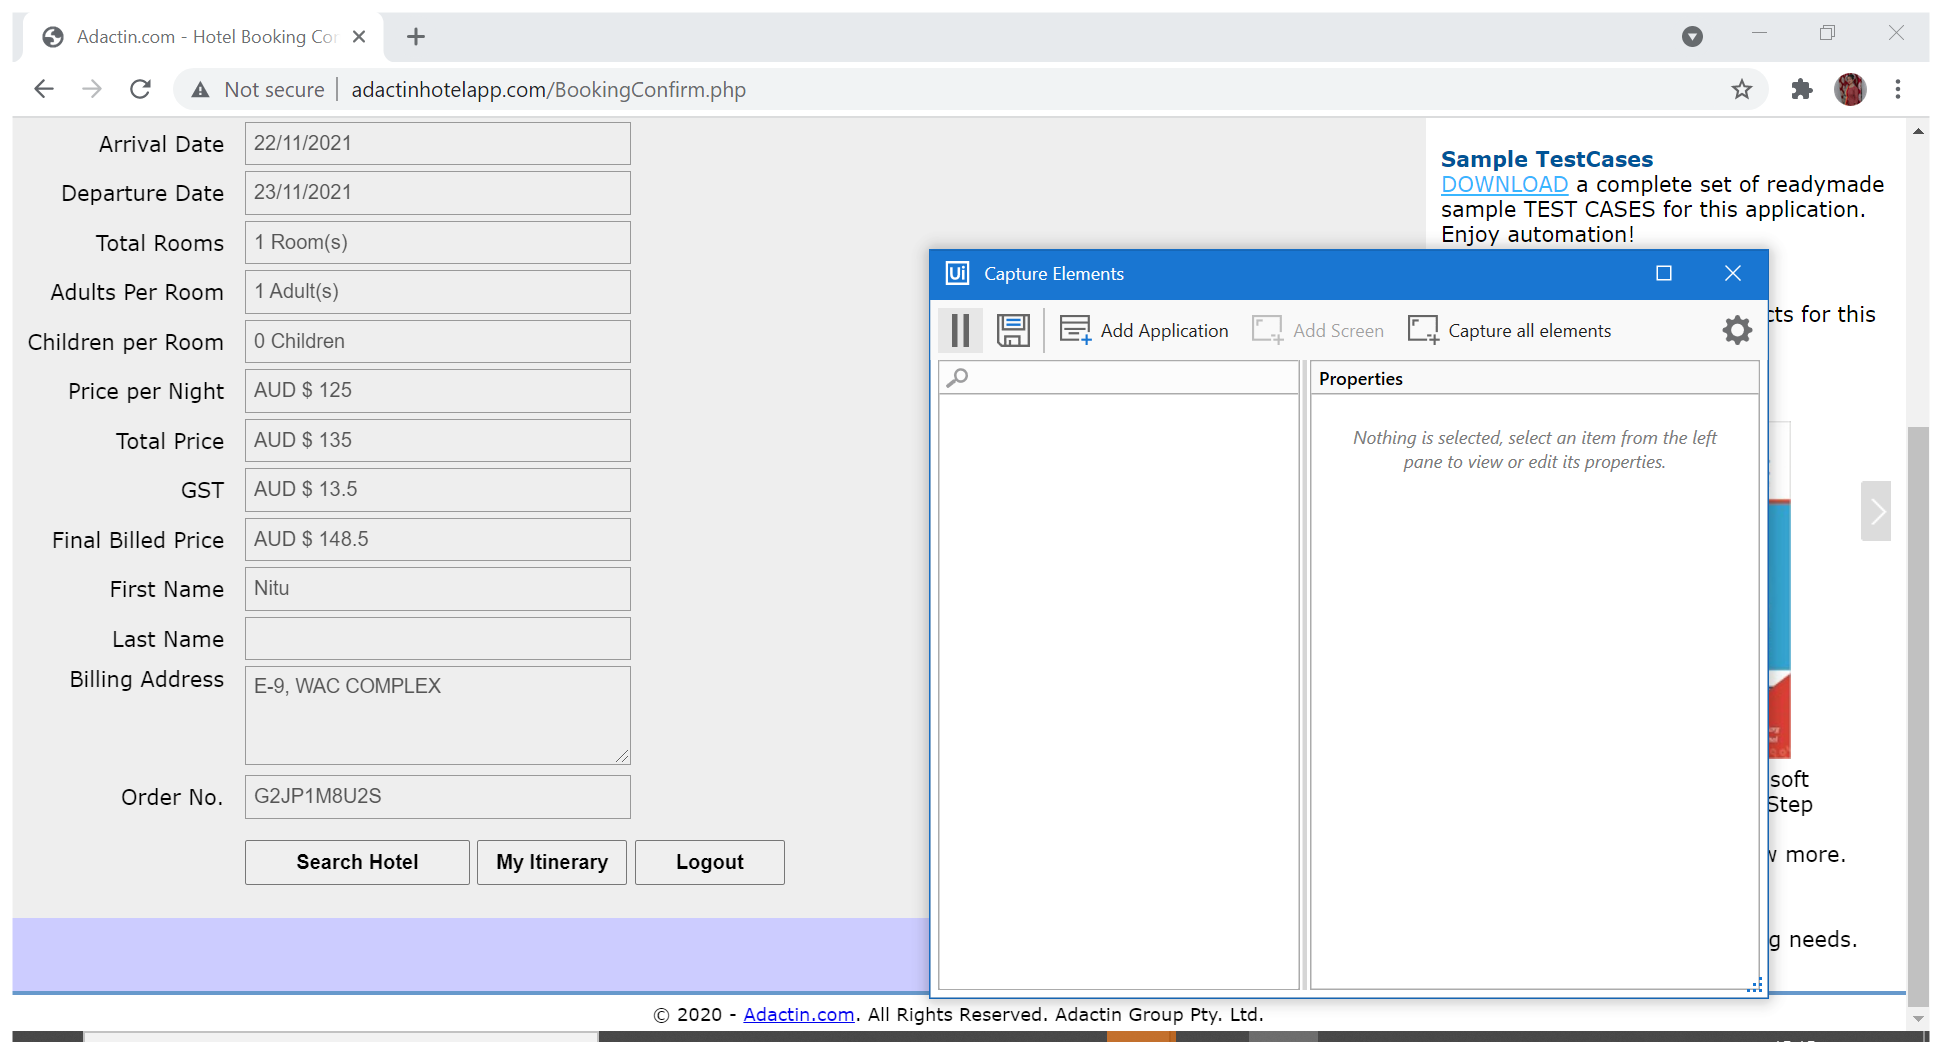 Adactin.com - Hotel Booking Cor
Not secure
adactinhotelapp.com/BookingConfirm.php
Arrival Date 22/11/2021
Departure Date 23/11/2021
Total Rooms 1 Room(s)
Adults Per Room 1 Adult(s)
Children per Room 0 Children
Price per Night AUD $ 125
Total Price AUD $ 135
GST AUD $ 13.5
Final Billed Price AUD $ 148.5
First Name Nitu
Last Name
Billing Address E-9, WAC COMPLEX
Order No. G2JP1M8U2S
Search Hotel My Itinerary Logout
Sample TestCases
DOWNLOAD a complete set of readymade
sample TEST CASES for this application.
Enjoy automation!
Ui Capture Elements
Add Application Add Screen Capture all elements
Properties
Nothing is selected, select an item from the left
pane to view or edit its properties.
for this
soft
Step
more.
needs.
© 2020 - Adactin.com. All Rights Reserved. Adactin Group Pty. Ltd.